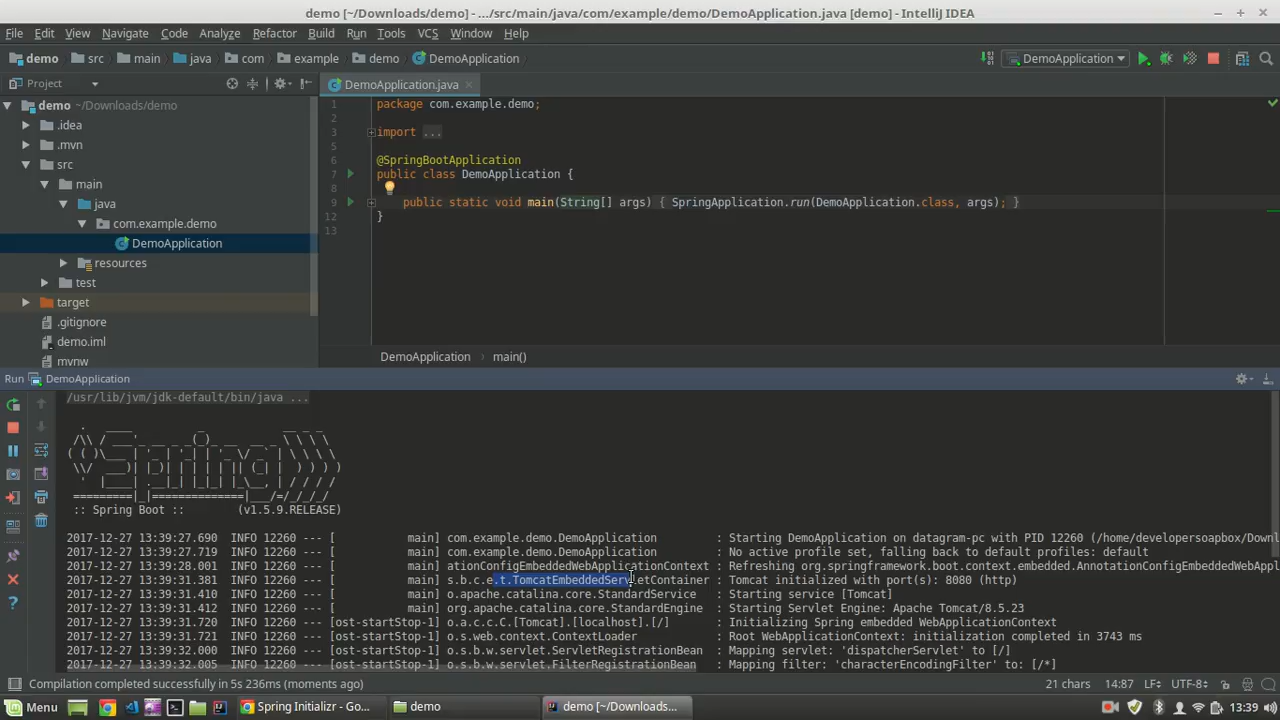 demo [~/Downloads/demo] - .../src/main/java/com/example/demo/DemoApplication.java [demo] - IntelliJ IDEA
File Edit View Navigate Code Analyze Refactor Build Run Tools VCS Window Help
demo src main java com example demo DemoApplication DemoApplication
Project DemoApplication.java
demo ~/Downloads/demo
.idea
.mvn
src
main
java
com.example.demo
DemoApplication
resources
test
target
.gitignore
demo.iml
mvnw
1 package com.example.demo;
2
3 import ...
5
6 @SpringBootApplication
7 public class DemoApplication {
8
9 public static void main(String[] args) { SpringApplication.run(DemoApplication.class, args); }
12 }
13
DemoApplication main()
Run DemoApplication
/usr/lib/jvm/jdk-default/bin/java ...
:: Spring Boot :: (v1.5.9.RELEASE)
2017-12-27 13:39:27.690 INFO 12260 --- [ main] com.example.demo.DemoApplication : Starting DemoApplication on datagram-pc with PID 12260 (/home/developersoapbox/Downl
2017-12-27 13:39:27.719 INFO 12260 --- [ main] com.example.demo.DemoApplication : No active profile set, falling back to default profiles: default
2017-12-27 13:39:28.001 INFO 12260 --- [ main] ationConfigEmbeddedWebApplicationContext : Refreshing org.springframework.boot.context.embedded.AnnotationConfigEmbeddedWebApp
2017-12-27 13:39:31.381 INFO 12260 --- [ main] s.b.c.e.t.TomcatEmbeddedServletContainer : Tomcat initialized with port(s): 8080 (http)
2017-12-27 13:39:31.410 INFO 12260 --- [ main] o.apache.catalina.core.StandardService : Starting service [Tomcat]
2017-12-27 13:39:31.412 INFO 12260 --- [ main] org.apache.catalina.core.StandardEngine : Starting Servlet Engine: Apache Tomcat/8.5.23
2017-12-27 13:39:31.720 INFO 12260 --- [ost-startStop-1] o.a.c.c.C.[Tomcat].[localhost].[/] : Initializing Spring embedded WebApplicationContext
2017-12-27 13:39:31.721 INFO 12260 --- [ost-startStop-1] o.s.web.context.ContextLoader : Root WebApplicationContext: initialization completed in 3743 ms
2017-12-27 13:39:32.000 INFO 12260 --- [ost-startStop-1] o.s.b.w.servlet.ServletRegistrationBean : Mapping servlet: 'dispatcherServlet' to [/]
2017-12-27 13:39:32.005 INFO 12260 --- [ost-startStop-1] o.s.b.w.servlet.FilterRegistrationBean : Mapping filter: 'characterEncodingFilter' to: [/*]
Compilation completed successfully in 5s 236ms (moments ago) 21 chars 14:87 LF UTF-8
Menu Spring Initializr - Go... demo demo [~/Downloads... 13:39